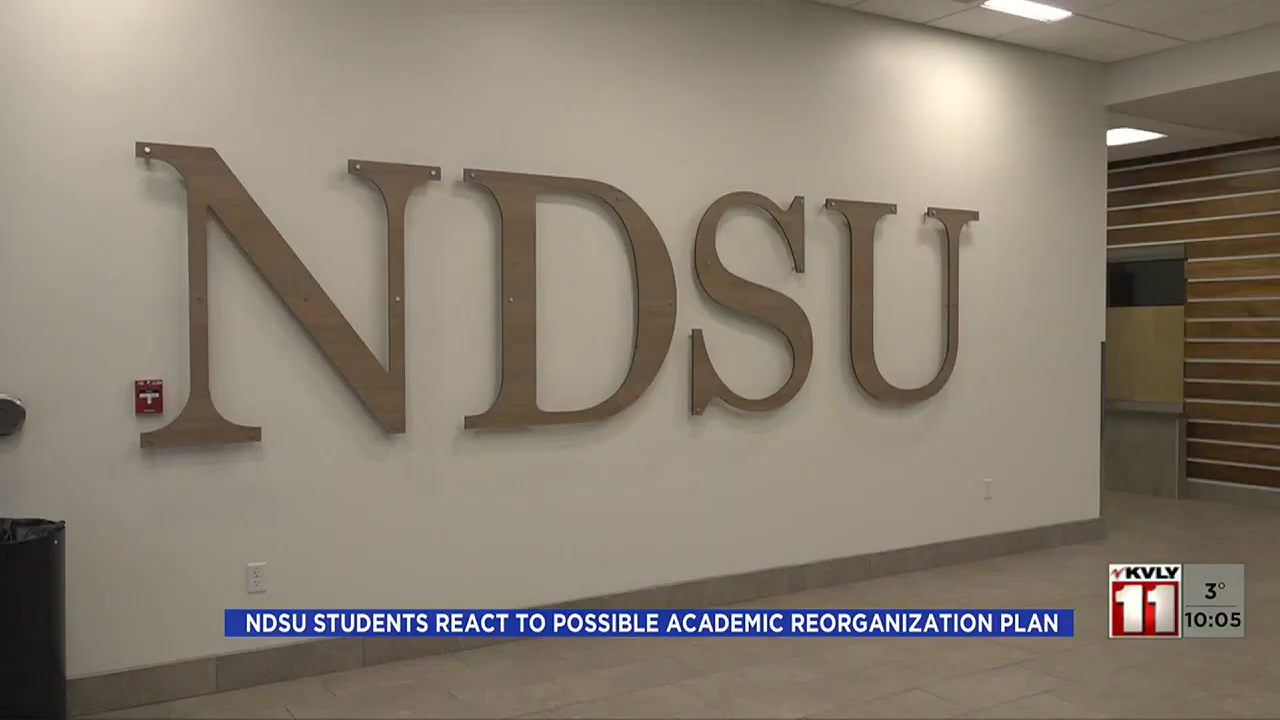 NDSU
NDSU STUDENTS REACT TO POSSIBLE ACADEMIC REORGANIZATION PLAN
KVLY
11
3°
10:05